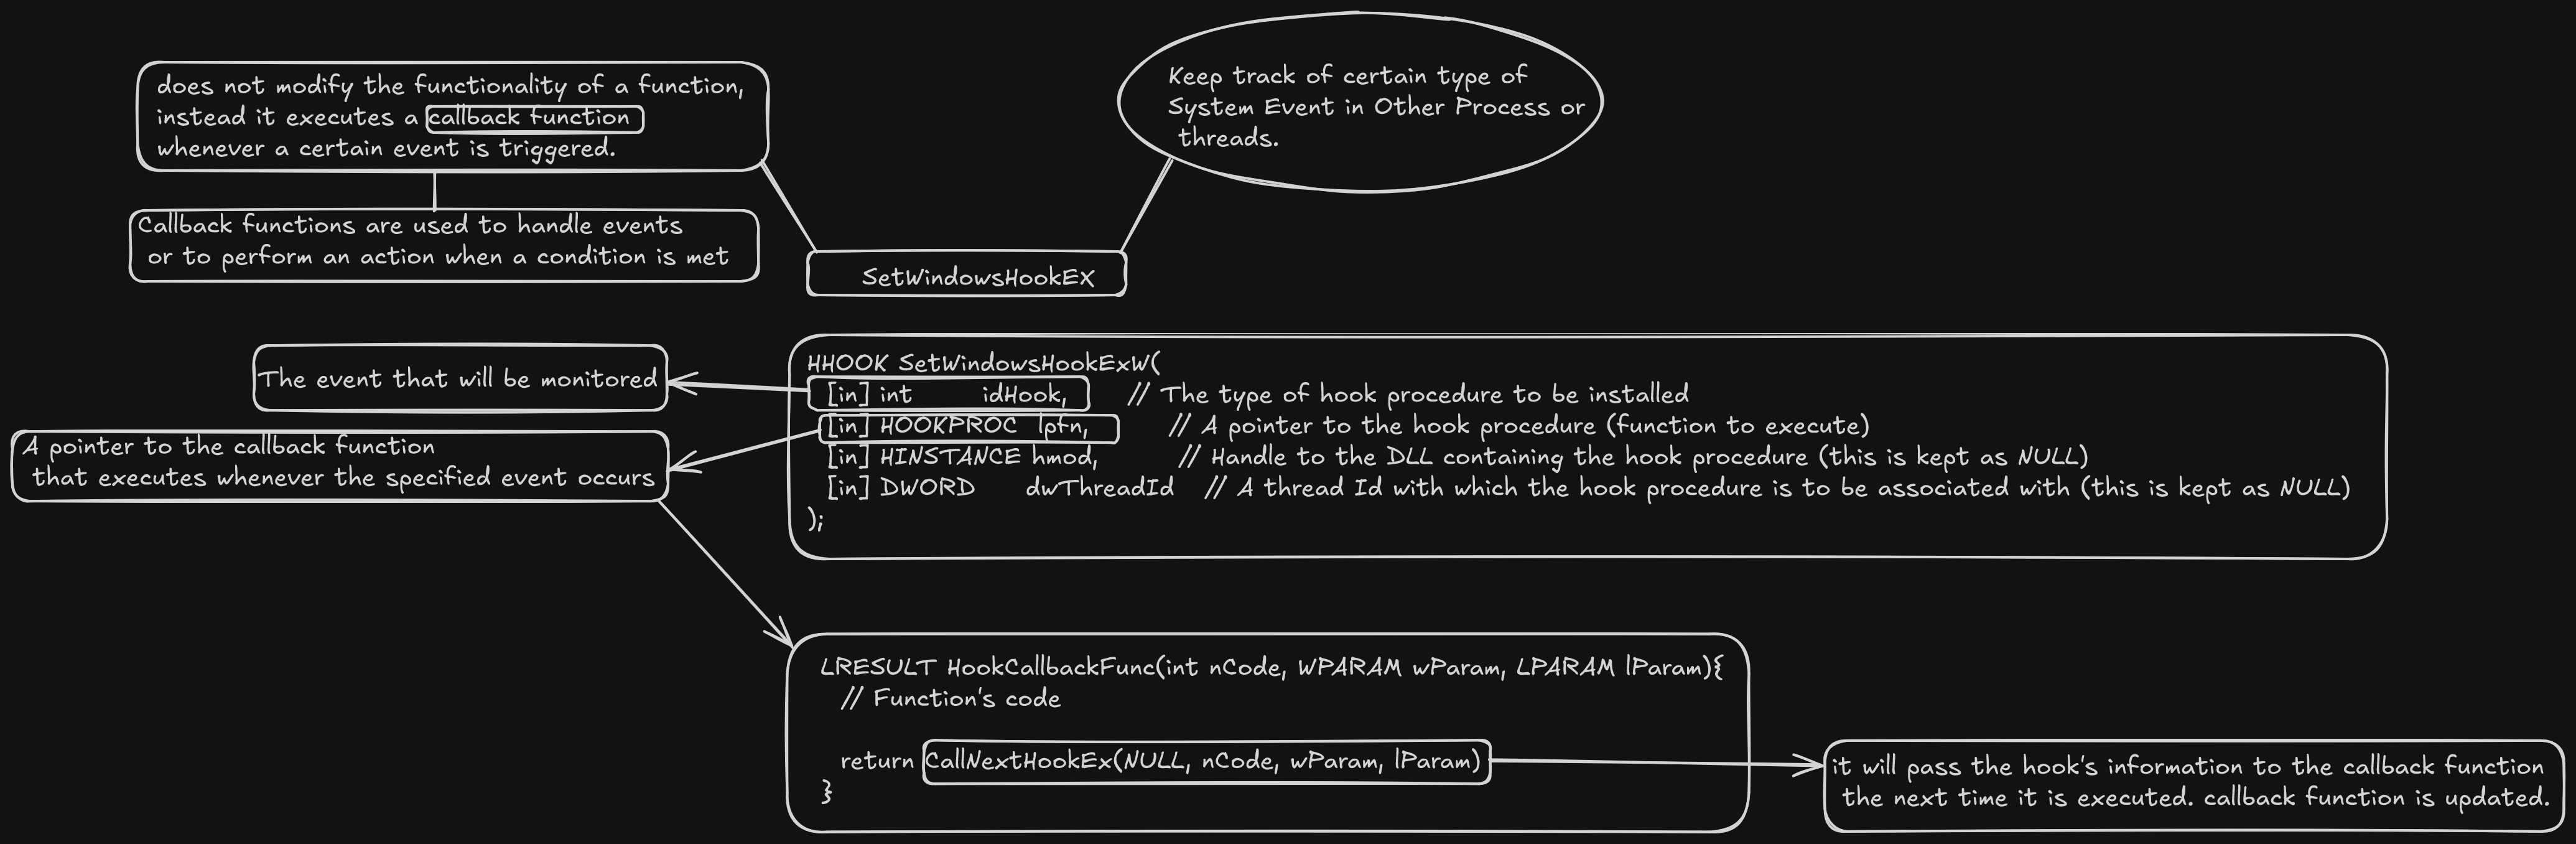 does not modify the functionality of a function,
instead it executes a callback function
whenever a certain event is triggered.
Callback functions are used to handle events
or to perform an action when a condition is met
Keep track of certain type of
System Event in Other Process or
threads.
SetWindowsHookEX
The event that will be monitored
A pointer to the callback function
that executes whenever the specified event occurs
HHOOK SetWindowsHookExW(
[in] int idHook, // The type of hook procedure to be installed
[in] HOOKPROC lpfn, // A pointer to the hook procedure (function to execute)
[in] HINSTANCE hmod, // Handle to the DLL containing the hook procedure (this is kept as NULL)
[in] DWORD dwThreadId // A thread Id with which the hook procedure is to be associated with (this is kept as NULL)
);
LRESULT HookCallbackFunc(int nCode, WPARAM wParam, LPARAM lParam){
// Function's code
return CallNextHookEx(NULL, nCode, wParam, lParam)
}
it will pass the hook's information to the callback function
the next time it is executed. callback function is updated.